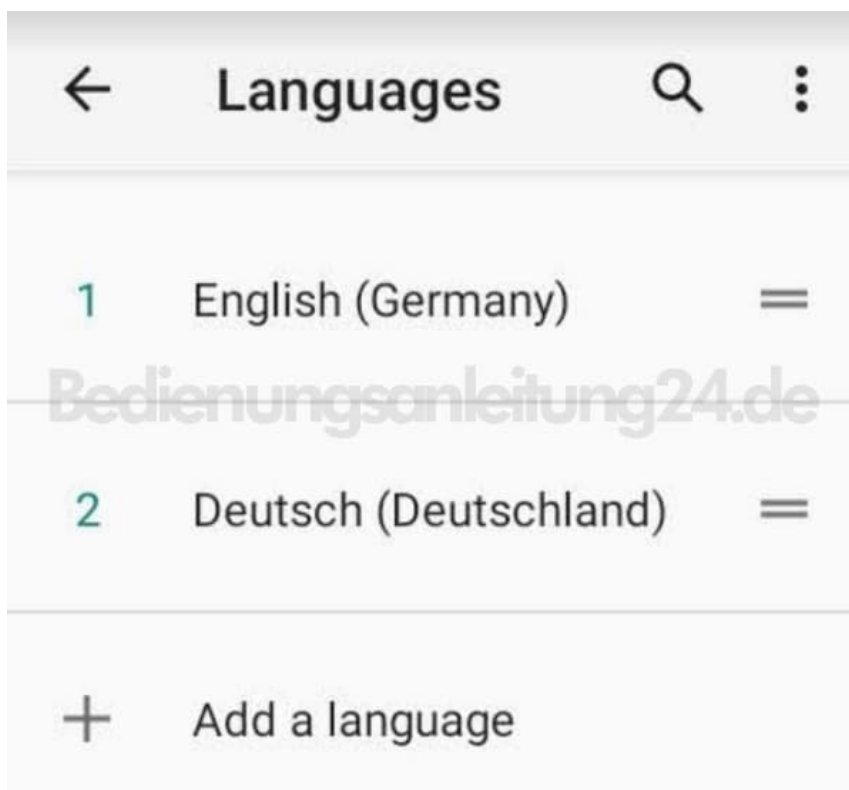 Languages
1 English (Germany)
Bedienungsanleitung24.de
2 Deutsch (Deutschland)
Add a language